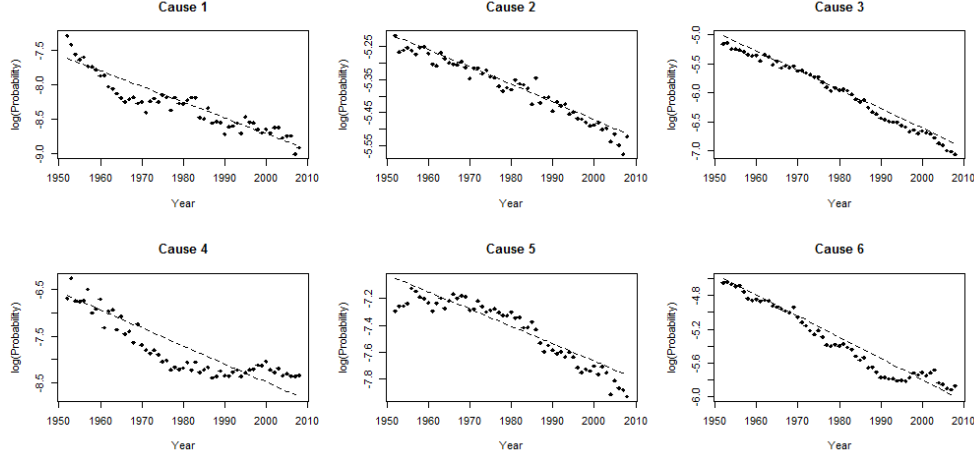 Cause 1
Cause 2
Cause 3
log(Probability)
-7.5
-8.0
-8.5
-9.0
1950 1960 1970 1980 1990 2000 2010
Year
log(Probability)
-5.25
-5.35
-5.45
-5.55
1950 1960 1970 1980 1990 2000 2010
Year
log(Probability)
-5.0
-5.5
-6.0
-6.5
-7.0
1950 1960 1970 1980 1990 2000 2010
Year
Cause 4
Cause 5
Cause 6
log(Probability)
-6.5
-7.5
-8.5
1950 1960 1970 1980 1990 2000 2010
Year
log(Probability)
-7.2
-7.4
-7.6
-7.8
1950 1960 1970 1980 1990 2000 2010
Year
log(Probability)
-4.8
-5.2
-5.6
-6.0
1950 1960 1970 1980 1990 2000 2010
Year